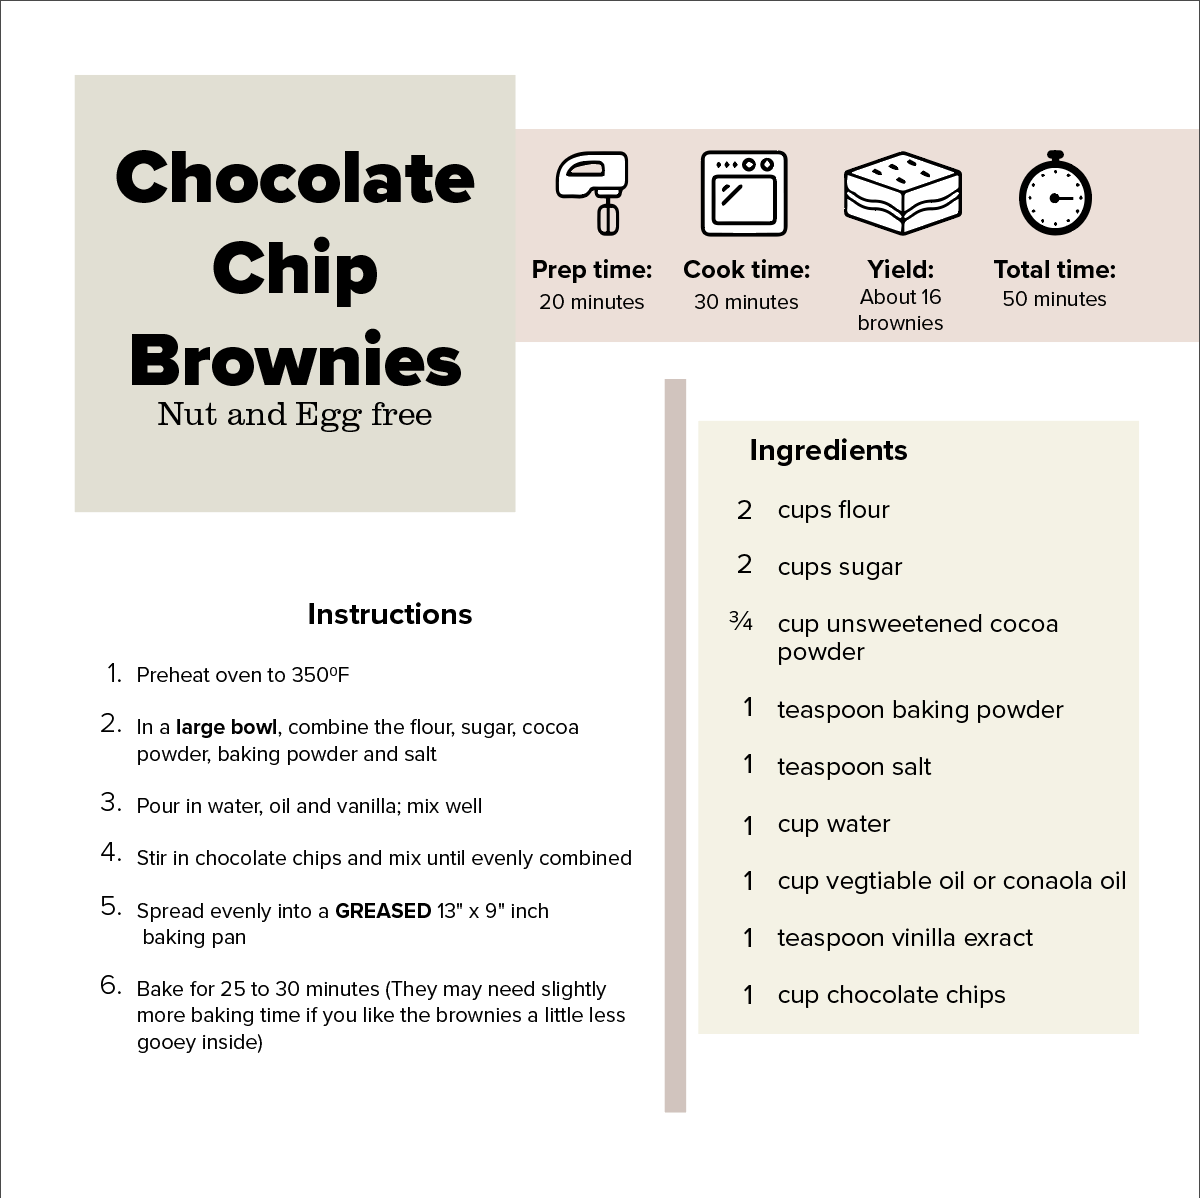 Chocolate
Chip
Brownies
Nut and Egg free
Prep time:
20 minutes
Cook time:
30 minutes
Yield:
About 16
brownies
Total time:
50 minutes
Instructions
1. Preheat oven to 350ºF
2. In a large bowl, combine the flour, sugar, cocoa
powder, baking powder and salt
3. Pour in water, oil and vanilla; mix well
4. Stir in chocolate chips and mix until evenly combined
5. Spread evenly into a GREASED 13" x 9" inch
baking pan
6. Bake for 25 to 30 minutes (They may need slightly
more baking time if you like the brownies a little less
gooey inside)
Ingredients
2 cups flour
2 cups sugar
¾ cup unsweetened cocoa
powder
1 teaspoon baking powder
1 teaspoon salt
1 cup water
1 cup vegtiable oil or conaola oil
1 teaspoon vinilla exract
1 cup chocolate chips